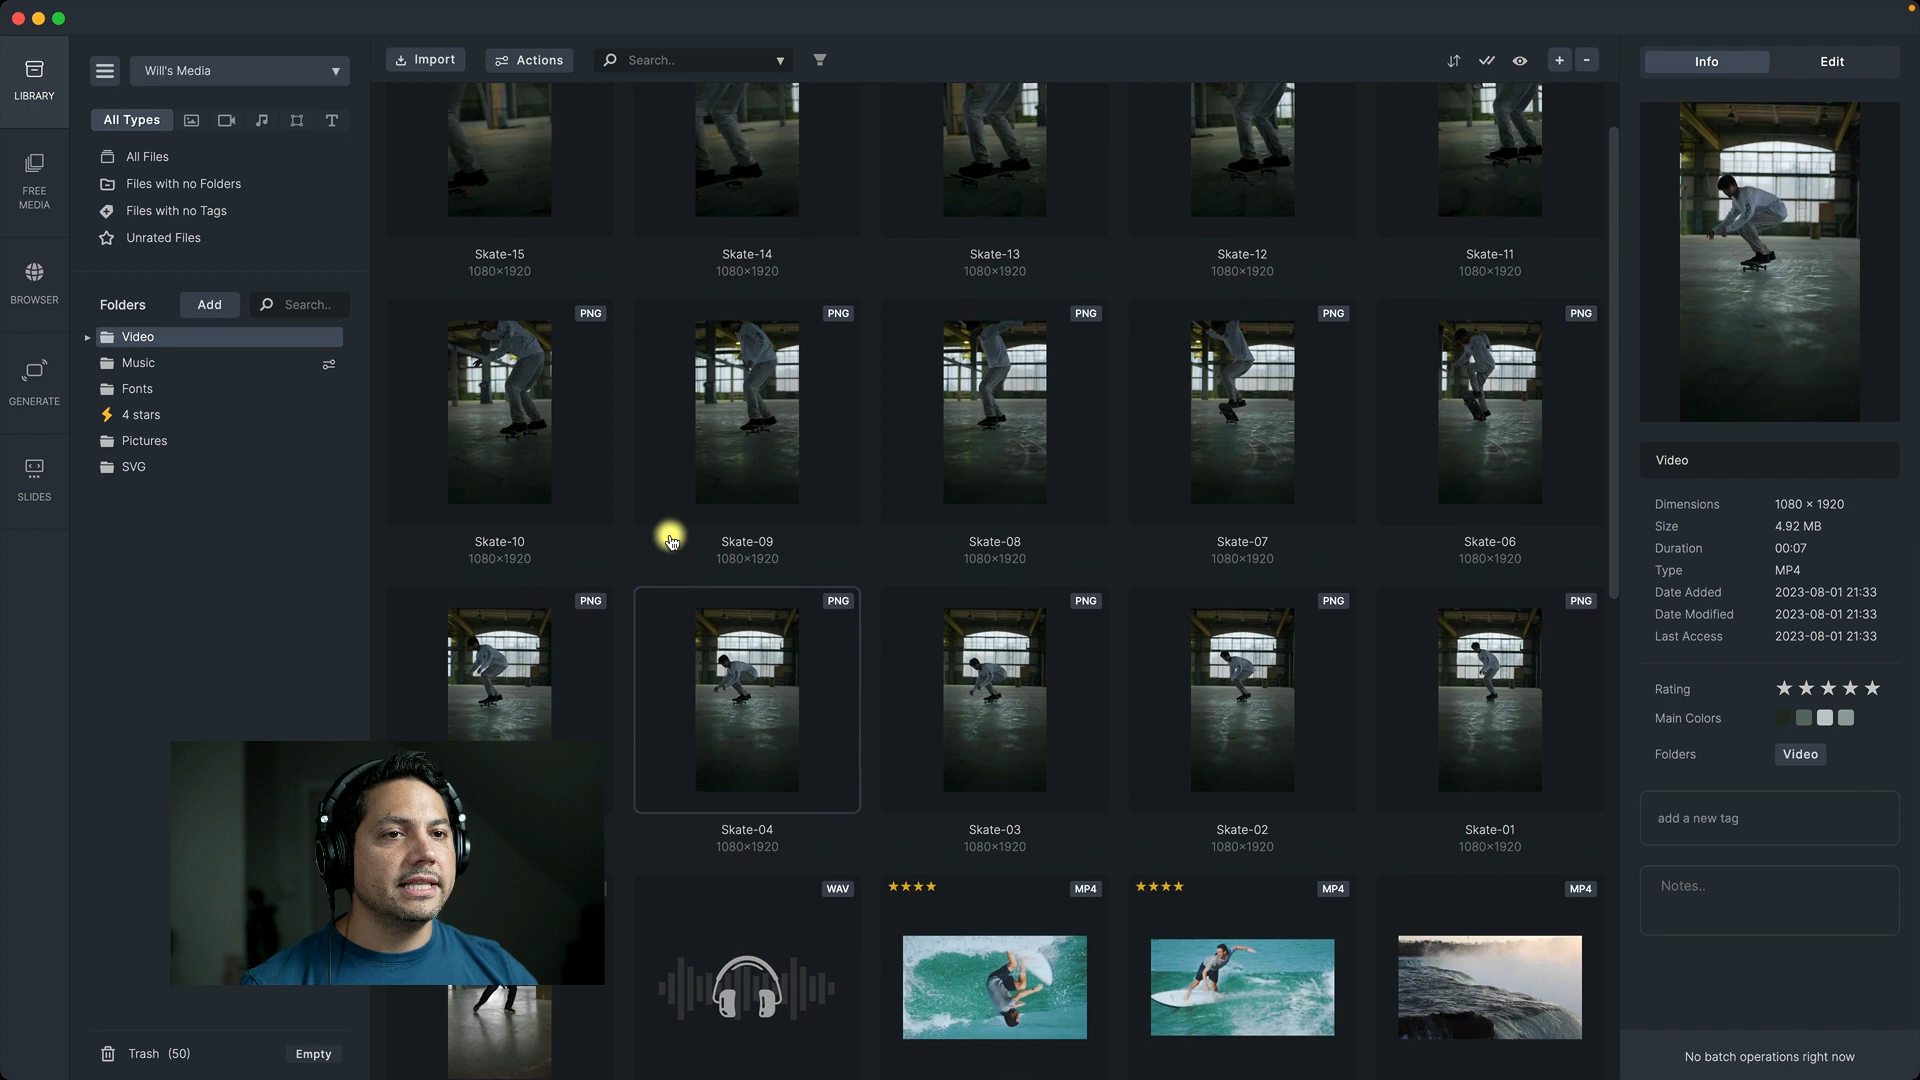 LIBRARY
FREE
MEDIA
BROWSER
GENERATE
SLIDES
Will's Media
All Types
All Files
Files with no Folders
Files with no Tags
Unrated Files
Folders
Add
Search..
Video
Music
Fonts
4 stars
Pictures
SVG
Trash (50)
Empty
Import
Actions
Search..
Skate-15
1080×1920
Skate-14
1080×1920
Skate-13
1080×1920
Skate-12
1080×1920
Skate-11
1080×1920
PNG
PNG
PNG
PNG
PNG
Skate-10
1080×1920
Skate-09
1080×1920
Skate-08
1080×1920
Skate-07
1080×1920
Skate-06
1080×1920
PNG
PNG
PNG
PNG
PNG
Skate-04
1080×1920
Skate-03
1080×1920
Skate-02
1080×1920
Skate-01
1080×1920
WAV
MP4
MP4
MP4
Info
Edit
Video
Dimensions 1080 × 1920
Size 4.92 MB
Duration 00:07
Type MP4
Date Added 2023-08-01 21:33
Date Modified 2023-08-01 21:33
Last Access 2023-08-01 21:33
Rating
Main Colors
Folders Video
add a new tag
Notes..
No batch operations right now